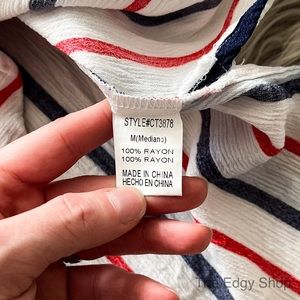 STYLE#CT3878
M(Mediano)
100% RAYON
100% RAYON
MADE IN CHINA
HECHO EN CHINA
The Edgy Shop